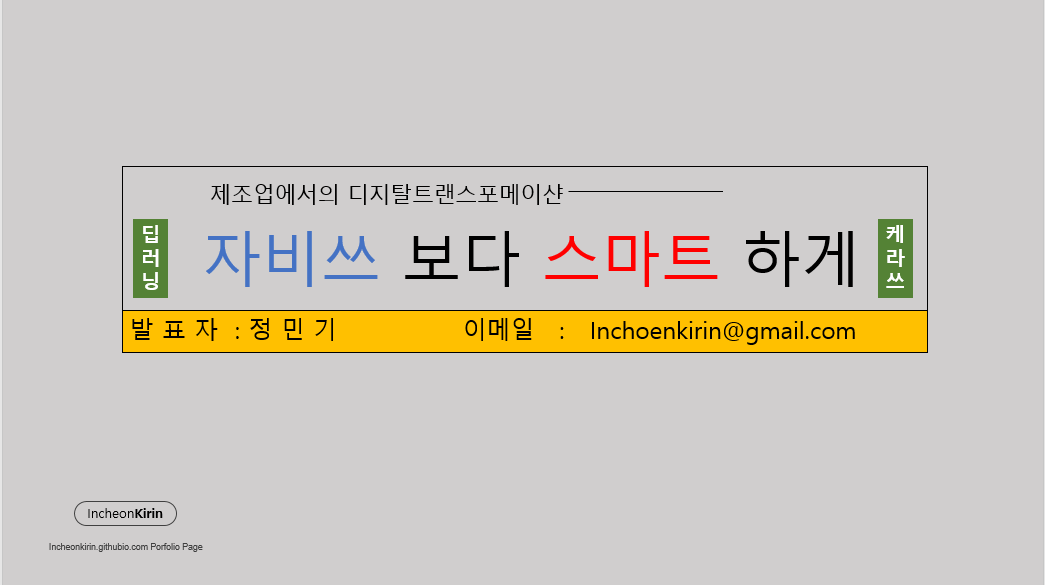 제조업에서의 디지탈트랜스포메이샨
딥러닝
자비쓰 보다 스마트 하게
케라쓰
발 표 자 : 정 민 기 이메일 : Inchoenkirin@gmail.com
IncheonKirin
Incheonkirin.githubio.com Porfolio Page